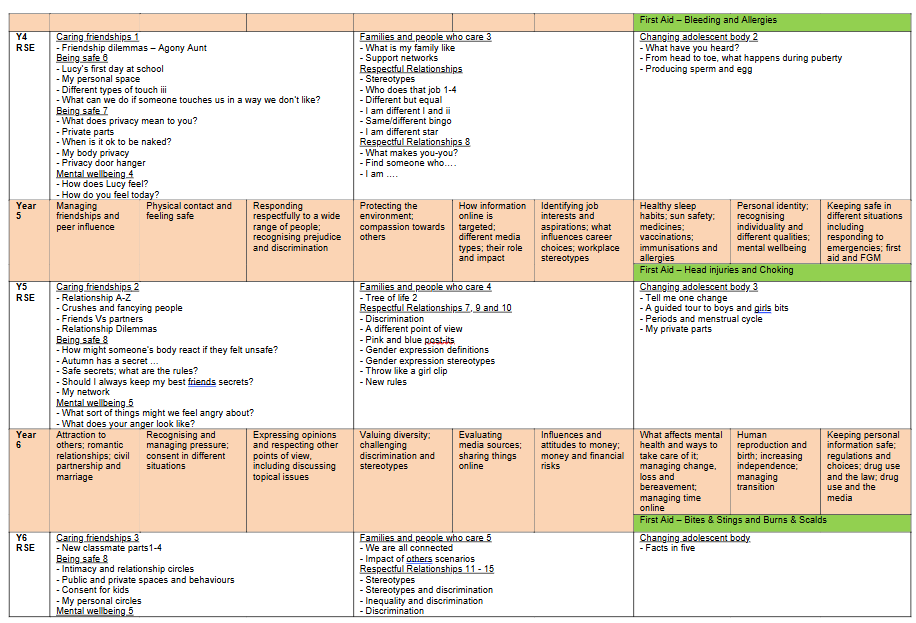 First Aid – Bleeding and Allergies
Y4
RSE
Caring friendships 1
- Friendship dilemmas – Agony Aunt
Being safe 6
- Lucy's first day at school
- My personal space
- Different types of touch iii
- What can we do if someone touches us in a way we don't like?
Being safe 7
- What does privacy mean to you?
- Private parts
- When is it ok to be naked?
- My body privacy
- Privacy door hanger
Mental wellbeing 4
- How does Lucy feel?
- How do you feel today?
Families and people who care 3
- What is my family like
- Support networks
Respectful Relationships
- Stereotypes
- Who does that job 1-4
- Different but equal
- I am different I and ii
- Same/different bingo
- I am different star
Respectful Relationships 8
- What makes you-you?
- Find someone who….
- I am ….
Changing adolescent body 2
- What have you heard?
- From head to toe, what happens during puberty
- Producing sperm and egg
Year
5
Managing
friendships and
peer influence
Physical contact and
feeling safe
Responding
respectfully to a wide
range of people;
recognising prejudice
and discrimination
Protecting the
environment;
compassion towards
others
How information
online is
targeted;
different media
types; their role
and impact
Identifying job
interests and
aspirations; what
influences career
choices; workplace
stereotypes
Healthy sleep
habits; sun safety;
medicines;
vaccinations;
immunisations and
allergies
Personal identity;
recognising
individuality and
different qualities;
mental wellbeing
Keeping safe in
different situations
including
responding to
emergencies; first
aid and FGM
First Aid – Head injuries and Choking
Y5
RSE
Caring friendships 2
- Relationship A-Z
- Crushes and fancying people
- Friends Vs partners
- Relationship Dilemmas
Being safe 8
- How might someone's body react if they felt unsafe?
- Autumn has a secret …
- Safe secrets; what are the rules?
- Should I always keep my best friends secrets?
- My network
Mental wellbeing 5
- What sort of things might we feel angry about?
- What does your anger look like?
Families and people who care 4
- Tree of life 2
Respectful Relationships 7, 9 and 10
- Discrimination
- A different point of view
- Pink and blue post-its
- Gender expression definitions
- Gender expression stereotypes
- Throw like a girl clip
- New rules
Changing adolescent body 3
- Tell me one change
- A guided tour to boys and girls bits
- Periods and menstrual cycle
- My private parts
Year
6
Attraction to
others; romantic
relationships; civil
partnership and
marriage
Recognising and
managing pressure;
consent in different
situations
Expressing opinions
and respecting other
points of view,
including discussing
topical issues
Valuing diversity;
challenging
discrimination and
stereotypes
Evaluating
media sources;
sharing things
online
Influences and
attitudes to money;
money and financial
risks
What affects mental
health and ways to
take care of it;
managing change,
loss and
bereavement;
managing time
online
Human
reproduction and
birth; increasing
independence;
managing
transition
Keeping personal
information safe;
regulations and
choices; drug use
and the law; drug
use and the
media
First Aid – Bites & Stings and Burns & Scalds
Y6
RSE
Caring friendships 3
- New classmate parts1-4
Being safe 8
- Intimacy and relationship circles
- Public and private spaces and behaviours
- Consent for kids
- My personal circles
Mental wellbeing 5
Families and people who care 5
- We are all connected
- Impact of others scenarios
Respectful Relationships 11 - 15
- Stereotypes
- Stereotypes and discrimination
- Inequality and discrimination
- Discrimination
Changing adolescent body
- Facts in five